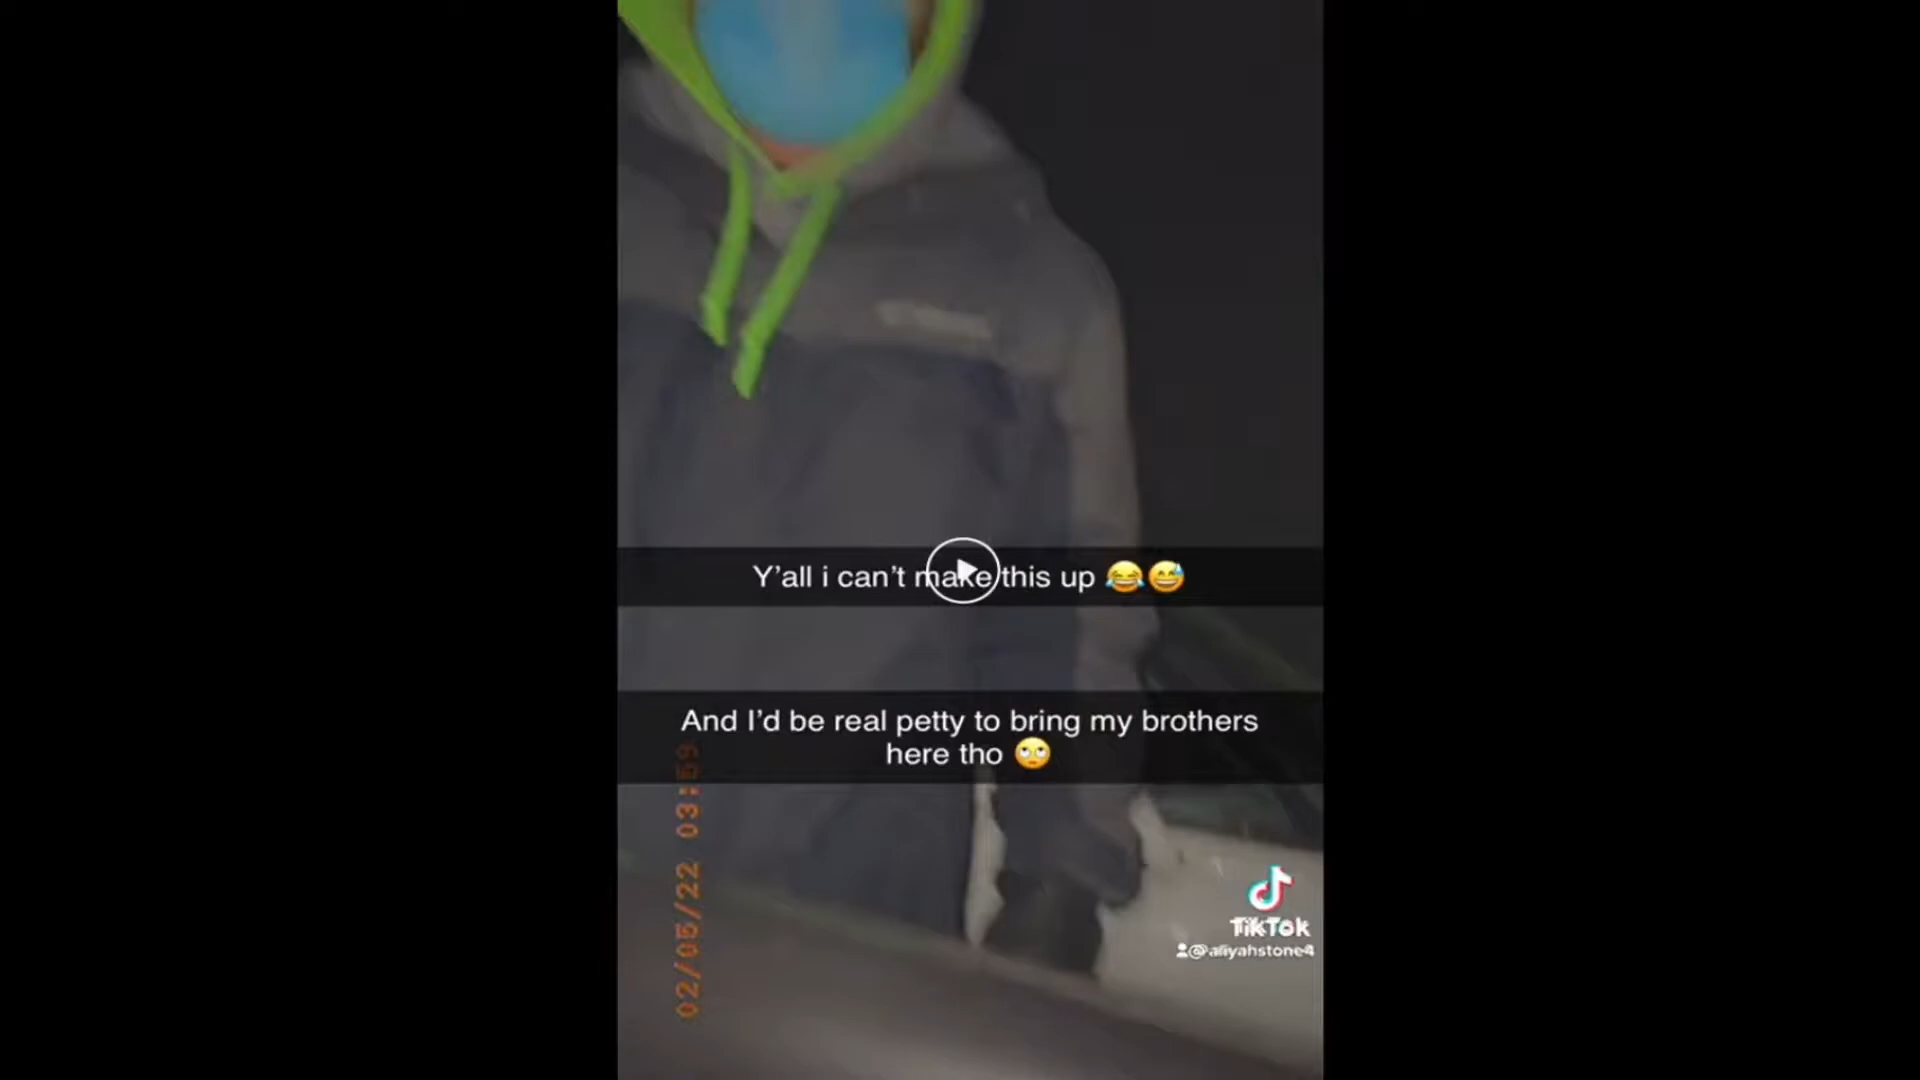 Y'all i can't make this up 😂😅
And I'd be real petty to bring my brothers
here tho 🙄
02/05/22 03:59
TikTok
@aliyahstone4